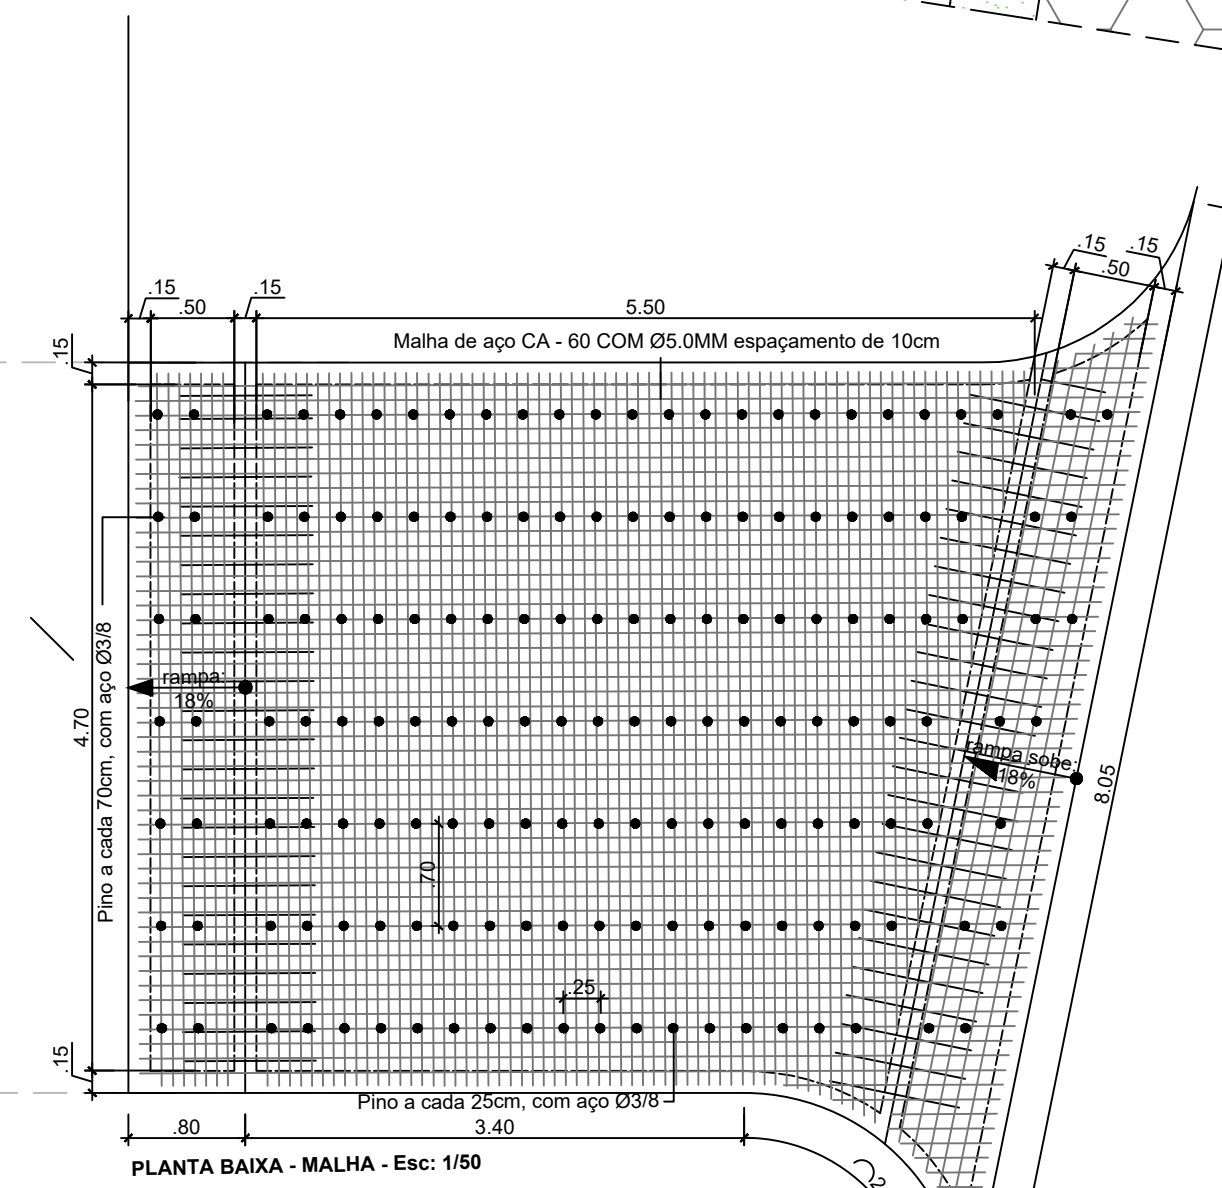 .15
.15
.50
.15
.15
.50
5.50
.15
Malha de aço CA - 60 COM Ø5.0MM espaçamento de 10cm
Pino a cada 70cm, com aço Ø3/8
4.70
rampa:
18%
rampa sobe:
18%
8.05
.70
.25
.15
Pino a cada 25cm, com aço Ø3/8
.80
3.40
PLANTA BAIXA - MALHA - Esc: 1/50